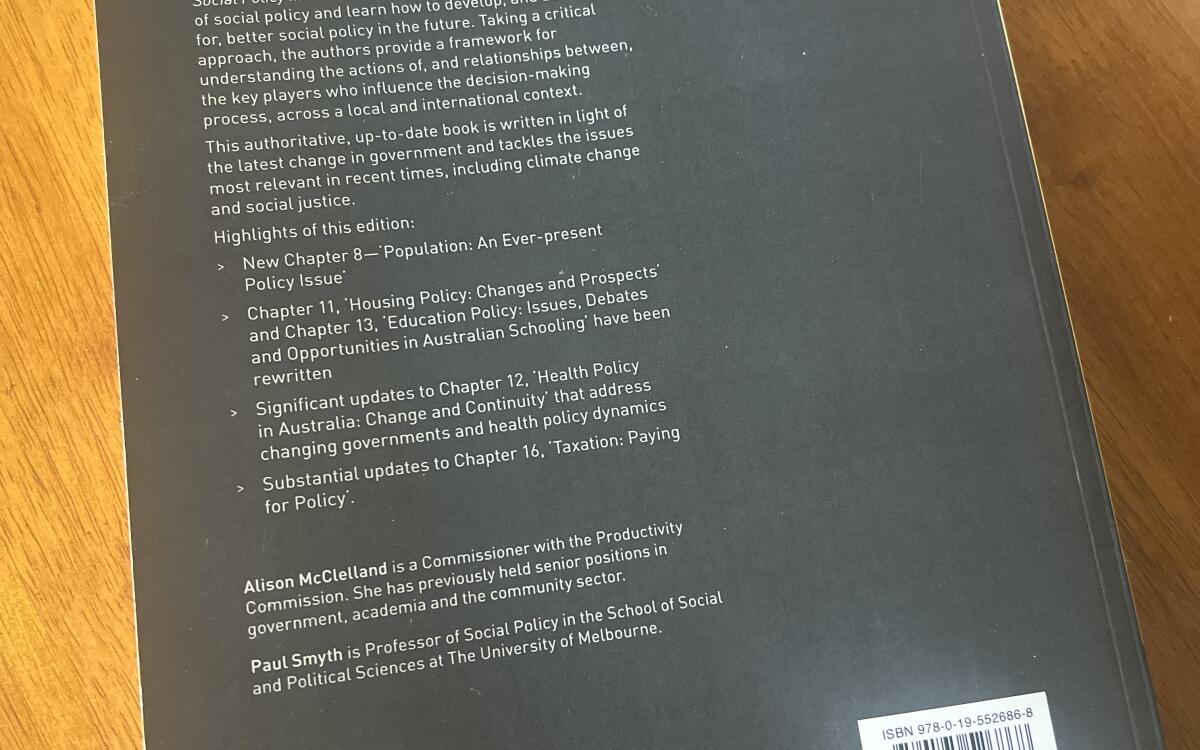 Social Policy in
of social policy and learn how to develop, and
for, better social policy in the future. Taking a critical
approach, the authors provide a framework for
understanding the actions of, and relationships between,
the key players who influence the decision-making
process, across a local and international context.
This authoritative, up-to-date book is written in light of
the latest change in government and tackles the issues
most relevant in recent times, including climate change
and social justice.
Highlights of this edition:
> New Chapter 8—'Population: An Ever-present
Policy Issue'
> Chapter 11, 'Housing Policy: Changes and Prospects'
and Chapter 13, 'Education Policy: Issues, Debates
and Opportunities in Australian Schooling' have been
rewritten
> Significant updates to Chapter 12, 'Health Policy
in Australia: Change and Continuity' that address
changing governments and health policy dynamics
> Substantial updates to Chapter 16, 'Taxation: Paying
for Policy'.
Alison McClelland is a Commissioner with the Productivity
Commission. She has previously held senior positions in
government, academia and the community sector.
Paul Smyth is Professor of Social Policy in the School of Social
and Political Sciences at The University of Melbourne.
ISBN 978-0-19-552686-8